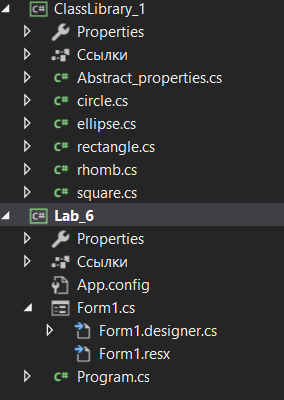 ClassLibrary_1
Properties
Ссылки
Abstract_properties.cs
circle.cs
ellipse.cs
rectangle.cs
rhomb.cs
square.cs
Lab_6
Properties
Ссылки
App.config
Form1.cs
Form1.designer.cs
Form1.resx
Program.cs